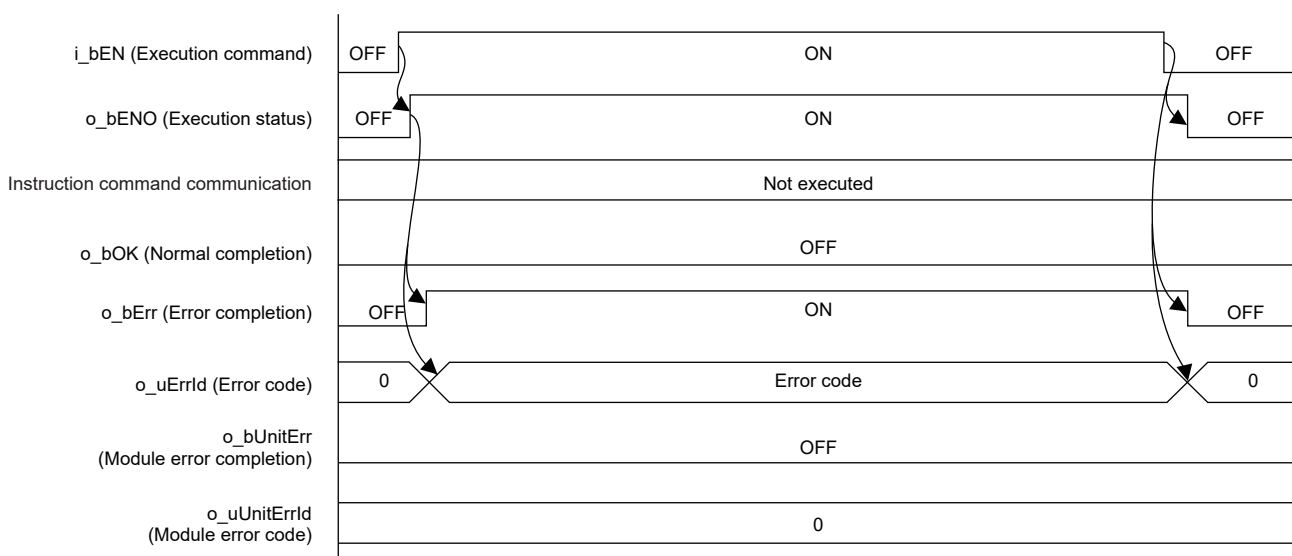 i_bEN (Execution command) OFF ON OFF
o_bENO (Execution status) OFF ON OFF
Instruction command communication Not executed
o_bOK (Normal completion) OFF
o_bErr (Error completion) OFF ON OFF
o_uErrId (Error code) 0 Error code 0
o_bUnitErr
(Module error completion) OFF
o_uUnitErrId
(Module error code) 0